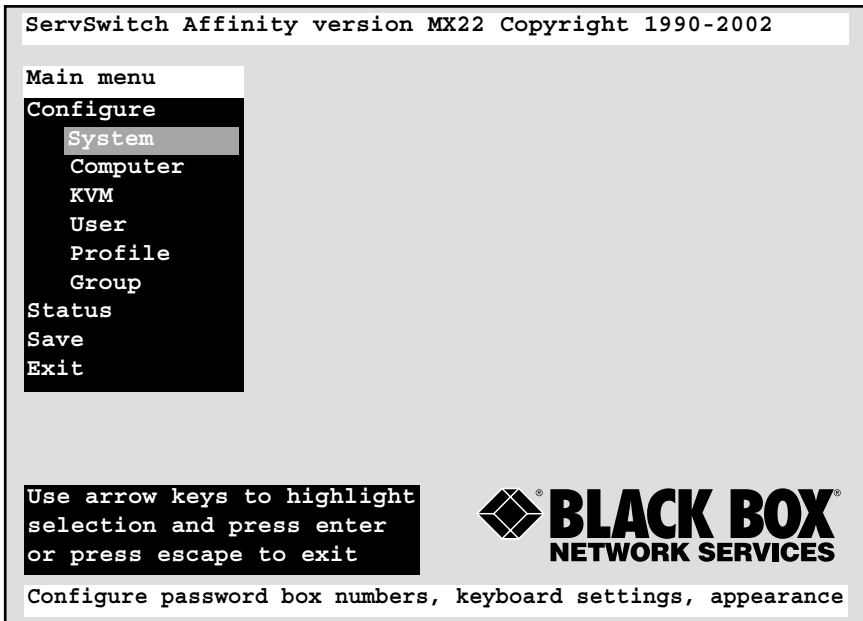 ServSwitch Affinity version MX22 Copyright 1990-2002
Main menu
Configure
System
Computer
KVM
User
Profile
Group
Status
Save
Exit
Use arrow keys to highlight
selection and press enter
or press escape to exit
® BLACK BOX®
NETWORK SERVICES
Configure password box numbers, keyboard settings, appearance